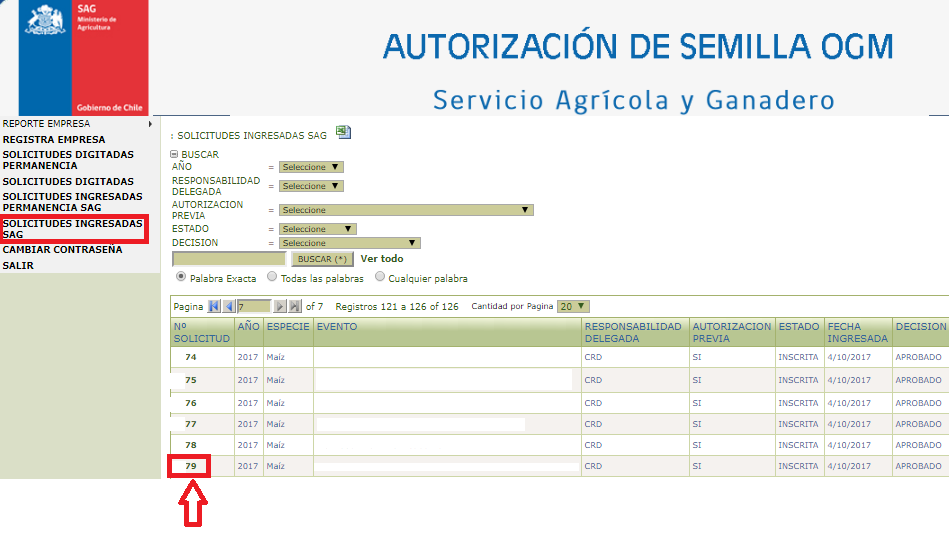 SAG
Ministerio de
Agricultura
Gobierno de Chile
AUTORIZACIÓN DE SEMILLA OGM
Servicio Agrícola y Ganadero
REPORTE EMPRESA
REGISTRA EMPRESA
SOLICITUDES DIGITADAS
PERMANENCIA
SOLICITUDES DIGITADAS
SOLICITUDES INGRESADAS
PERMANENCIA SAG
SOLICITUDES INGRESADAS
SAG
CAMBIAR CONTRASEÑA
SALIR
: SOLICITUDES INGRESADAS SAG
BUSCAR
AÑO = Seleccione
RESPONSABILIDAD
DELEGADA = Seleccione
AUTORIZACION
PREVIA = Seleccione
ESTADO = Seleccione
DECISION = Seleccione
BUSCAR (*) Ver todo
Palabra Exacta Todas las palabras Cualquier palabra
Pagina 7 of 7 Registros 121 a 126 of 126 Cantidad por Pagina 20
Nº SOLICITUD AÑO ESPECIE EVENTO RESPONSABILIDAD DELEGADA AUTORIZACION PREVIA ESTADO FECHA INGRESADA DECISION
74 2017 Maíz CRD SI INSCRITA 4/10/2017 APROBADO
75 2017 Maíz CRD SI INSCRITA 4/10/2017 APROBADO
76 2017 Maíz CRD SI INSCRITA 4/10/2017 APROBADO
77 2017 Maíz CRD SI INSCRITA 4/10/2017 APROBADO
78 2017 Maíz CRD SI INSCRITA 4/10/2017 APROBADO
79 2017 Maíz CRD SI INSCRITA 4/10/2017 APROBADO